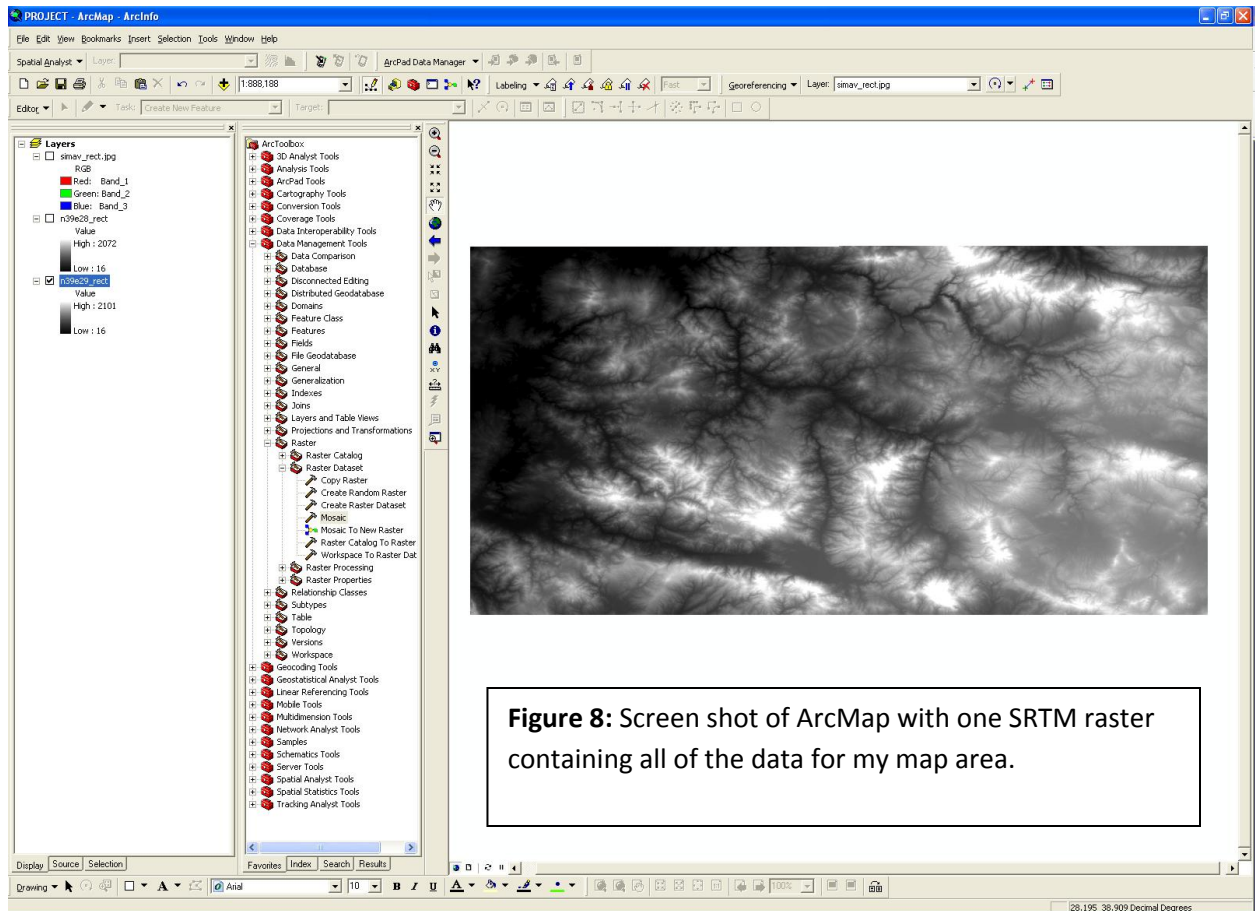 PROJECT - ArcMap - ArcInfo
File Edit View Bookmarks Insert Selection Tools Window Help
Spatial Analyst Layer: ArcPad Data Manager
1:888,188 Labeling Fast Georeferencing Layer: simav_rect.jpg
Editor Task: Create New Feature Target:
Layers
simav_rect.jpg
RGB
Red: Band_1
Green: Band_2
Blue: Band_3
n39e28_rect
Value
High : 2072
Low : 16
n39e29_rect
Value
High : 2101
Low : 16
ArcToolbox
3D Analyst Tools
Analysis Tools
ArcPad Tools
Cartography Tools
Conversion Tools
Coverage Tools
Data Interoperability Tools
Data Management Tools
Data Comparison
Database
Disconnected Editing
Distributed Geodatabase
Domains
Feature Class
Features
Fields
File Geodatabase
General
Generalization
Indexes
Joins
Layers and Table Views
Projections and Transformations
Raster
Raster Catalog
Raster Dataset
Copy Raster
Create Random Raster
Create Raster Dataset
Mosaic
Mosaic To New Raster
Raster Catalog To Raster
Workspace To Raster Dat
Raster Processing
Raster Properties
Relationship Classes
Subtypes
Table
Topology
Versions
Workspace
Geocoding Tools
Geostatistical Analyst Tools
Linear Referencing Tools
Mobile Tools
Multidimension Tools
Network Analyst Tools
Samples
Schematics Tools
Server Tools
Spatial Analyst Tools
Spatial Statistics Tools
Tracking Analyst Tools
Figure 8: Screen shot of ArcMap with one SRTM raster
containing all of the data for my map area.
Display Source Selection
Favorites Index Search Results
Drawing A Arial 10 B I U A 100%
28.195 38.909 Decimal Degrees